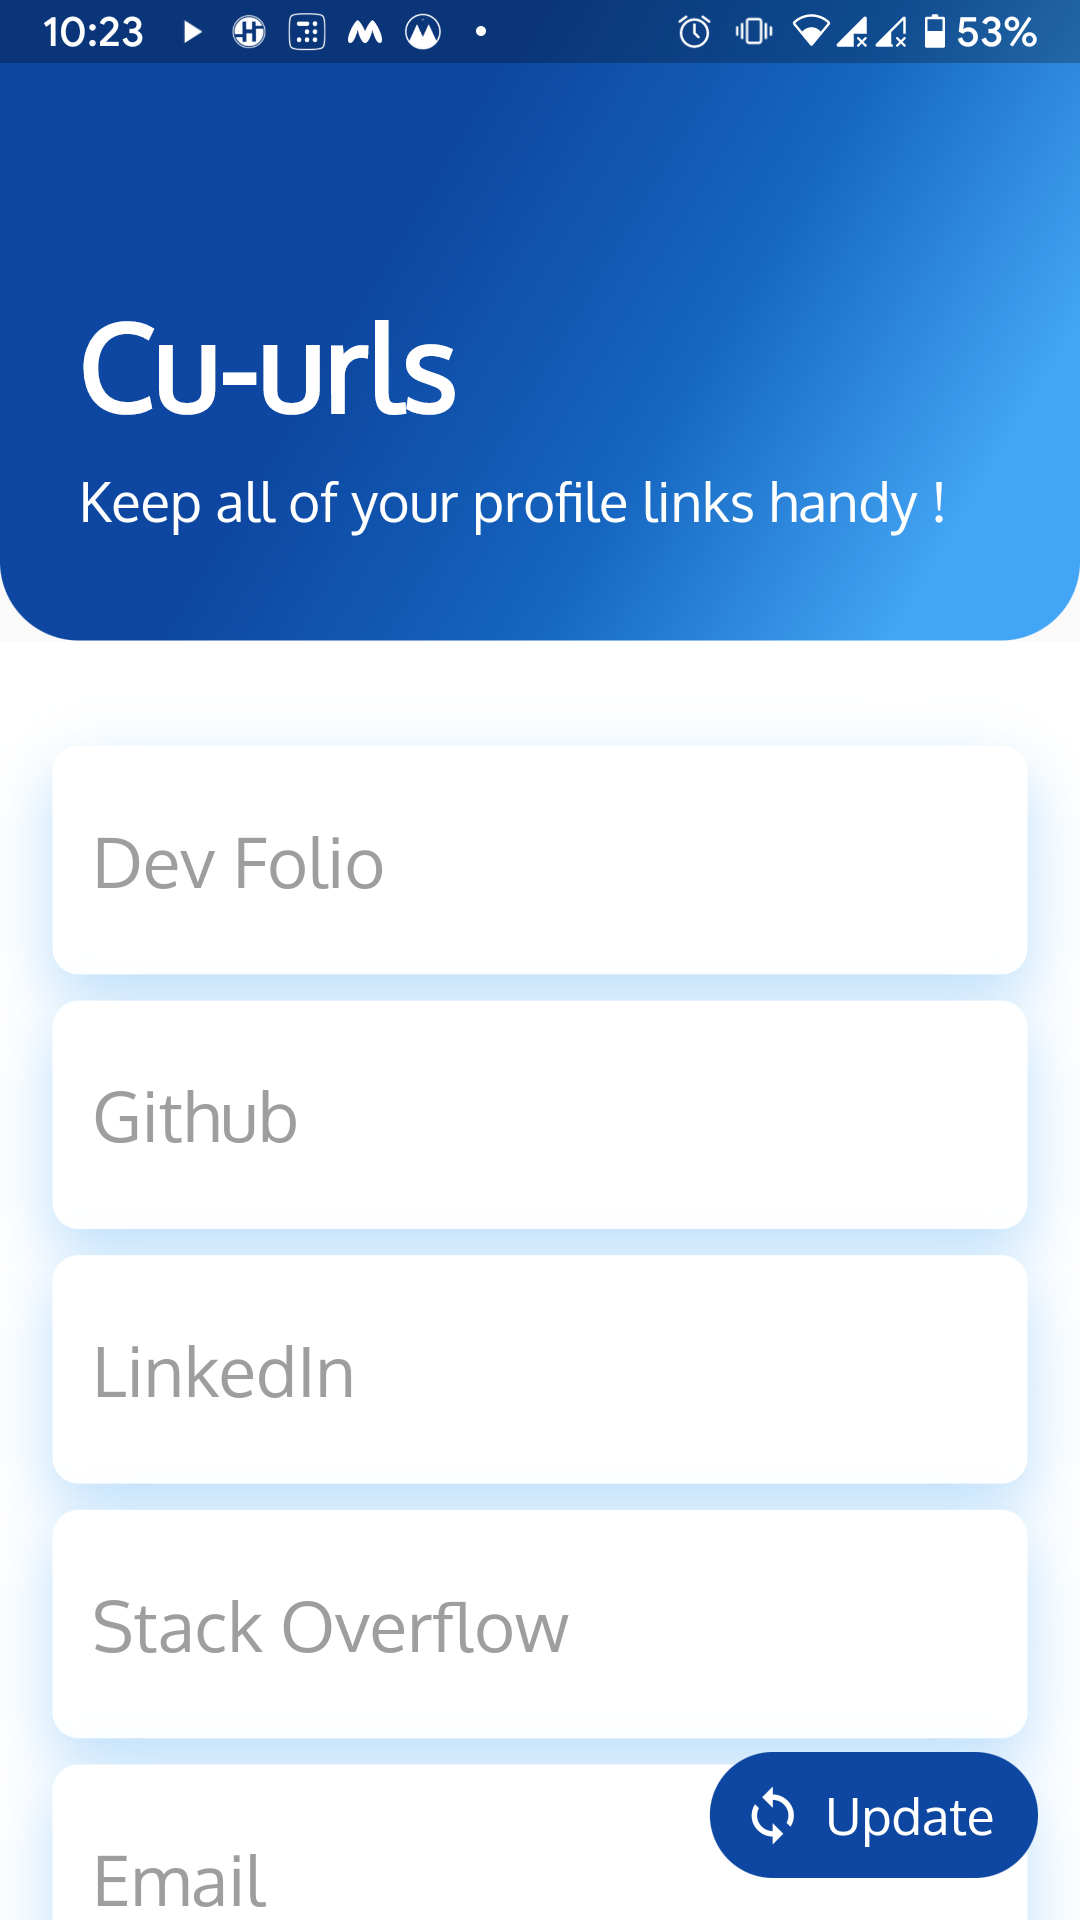 10:23
53%
Cu-urls
Keep all of your profile links handy !
Dev Folio
Github
LinkedIn
Stack Overflow
Email
Update